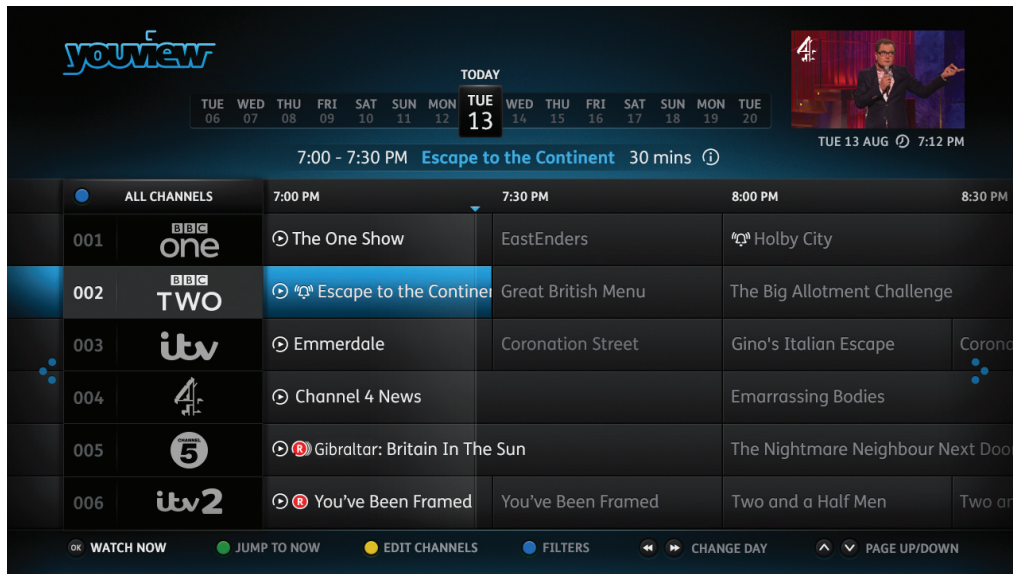 youview
TODAY
TUE WED THU FRI SAT SUN MON TUE WED THU FRI SAT SUN MON TUE
06 07 08 09 10 11 12 13 14 15 16 17 18 19 20
4
TUE 13 AUG 7:12 PM
7:00 - 7:30 PM Escape to the Continent 30 mins i
ALL CHANNELS 7:00 PM 7:30 PM 8:00 PM 8:30 PM
001 BBC one The One Show EastEnders Holby City
002 BBC TWO Escape to the Continen Great British Menu The Big Allotment Challenge
003 itv Emmerdale Coronation Street Gino's Italian Escape Corona
004 4 Channel 4 News Emarrassing Bodies
005 CHANNEL 5 R Gibraltar: Britain In The Sun The Nightmare Neighbour Next Doo
006 itv2 R You've Been Framed You've Been Framed Two and a Half Men Two an
OK WATCH NOW JUMP TO NOW EDIT CHANNELS FILTERS CHANGE DAY PAGE UP/DOWN